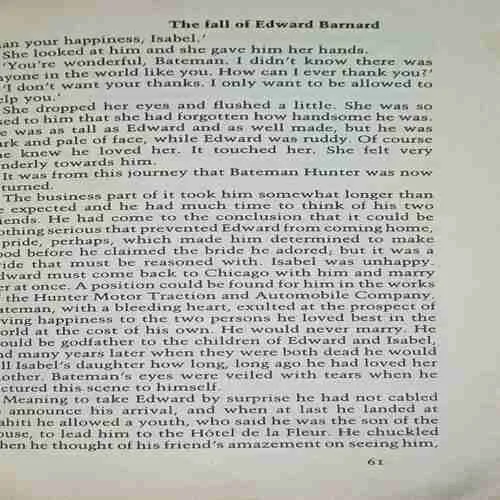 The fall of Edward Barnard
an your happiness, Isabel.'
She looked at him and she gave him her hands.
'You're wonderful, Bateman. I didn't know there was
nyone in the world like you. How can I ever thank you?'
'I don't want your thanks. I only want to be allowed to
elp you.'
She dropped her eyes and flushed a little. She was so
sed to him that she had forgotten how handsome he was.
e was as tall as Edward and as well made, but he was
rk and pale of face, while Edward was ruddy. Of course
e knew he loved her. It touched her. She felt very
nderly towards him.
It was from this journey that Bateman Hunter was now
turned.
The business part of it took him somewhat longer than
e expected and he had much time to think of his two
iends. He had come to the conclusion that it could be
othing serious that prevented Edward from coming home,
pride, perhaps, which made him determined to make
ood before he claimed the bride he adored; but it was a
ride that must be reasoned with. Isabel was unhappy.
dward must come back to Chicago with him and marry
er at once. A position could be found for him in the works
the Hunter Motor Traction and Automobile Company.
ateman, with a bleeding heart, exulted at the prospect of
ving happiness to the two persons he loved best in the
orld at the cost of his own. He would never marry. He
ould be godfather to the children of Edward and Isabel,
nd many years later when they were both dead he would
ll Isabel's daughter how long, long ago he had loved her
other. Bateman's eyes were veiled with tears when he
ctured this scene to himself.
Meaning to take Edward by surprise he had not cabled
announce his arrival, and when at last he landed at
ahiti he allowed a youth, who said he was the son of the
ouse, to lead him to the Hôtel de la Fleur. He chuckled
hen he thought of his friend's amazement on seeing him,
61